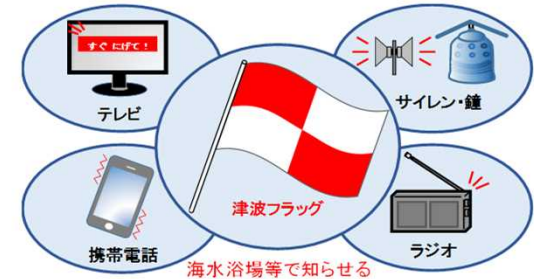 すぐ にげて！
テレビ
サイレン・鐘
津波フラッグ
携帯電話
ラジオ
海水浴場等で知らせる